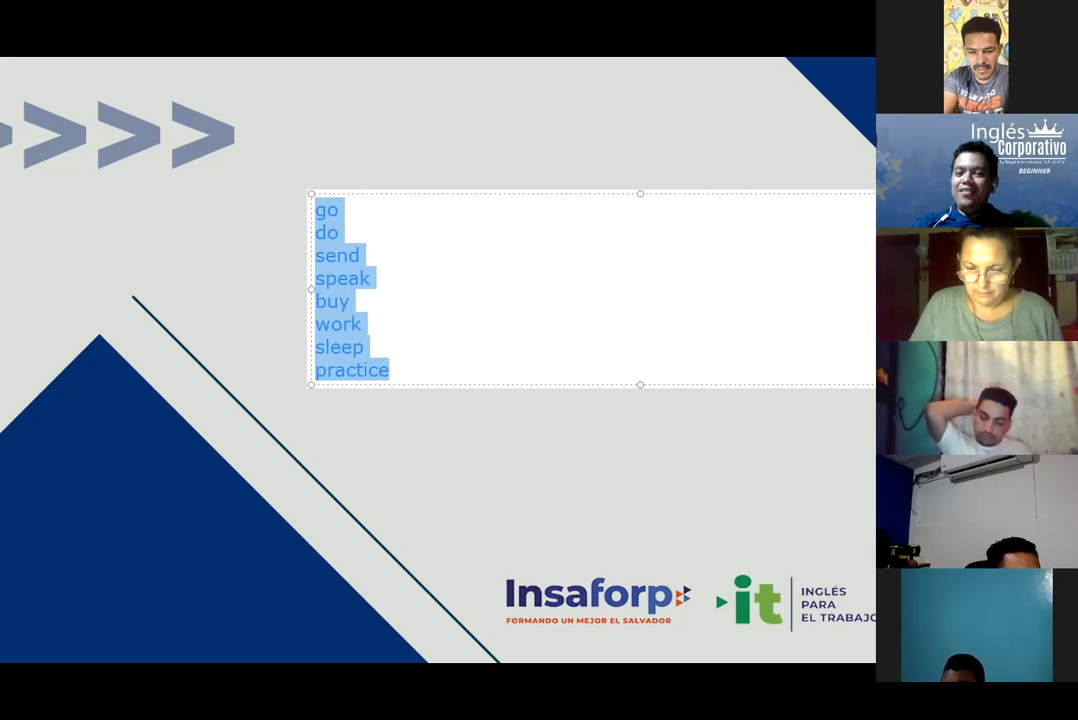 go
do
send
speak
buy
work
sleep
practice
Insaforp
FORMANDO UN MEJOR EL SALVADOR
it
INGLÉS
PARA
EL TRABAJO
Inglés
Corporativo
BEGINNER